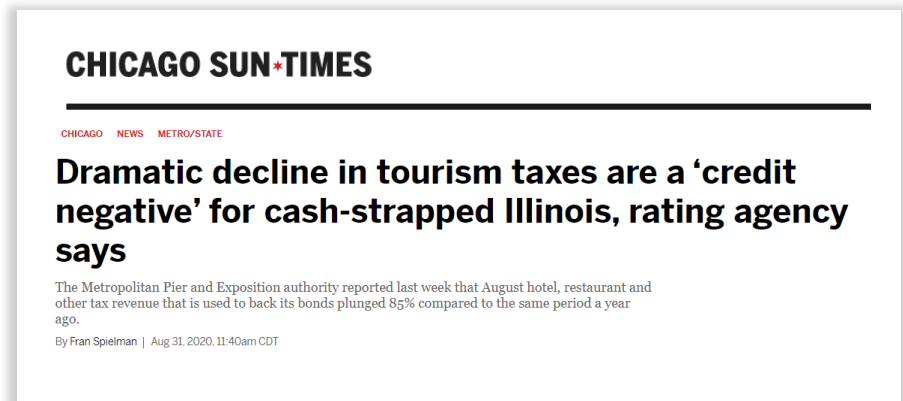 CHICAGO SUN★TIMES
CHICAGO NEWS METRO/STATE
Dramatic decline in tourism taxes are a ‘credit
negative’ for cash-strapped Illinois, rating agency
says
The Metropolitan Pier and Exposition authority reported last week that August hotel, restaurant and
other tax revenue that is used to back its bonds plunged 85% compared to the same period a year
ago.
By Fran Spielman | Aug 31, 2020, 11:40am CDT